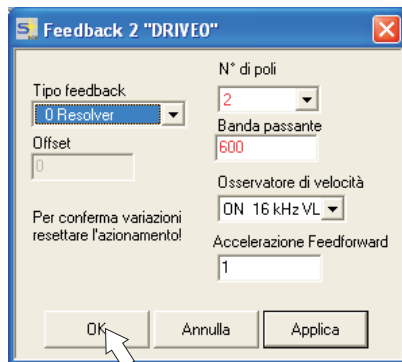 Feedback 2 "DRIVE0"
Tipo feedback
0 Resolver
Offset
0
Per conferma variazioni
resettare l'azionamento!
N° di poli
2
Banda passante
600
Osservatore di velocità
ON 16 kHz VL
Accelerazione Feedforward
1
OK
Annulla
Applica